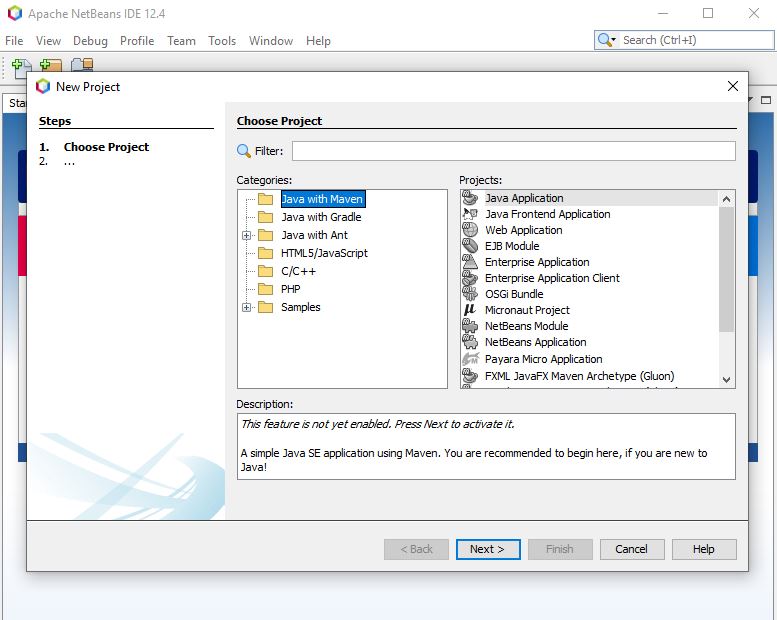 Apache NetBeans IDE 12.4
File View Debug Profile Team Tools Window Help
Search (Ctrl+I)
New Project
Steps
1. Choose Project
2. ...
Choose Project
Filter:
Categories:
Java with Maven
Java with Gradle
Java with Ant
HTML5/JavaScript
C/C++
PHP
Samples
Projects:
Java Application
Java Frontend Application
Web Application
EJB Module
Enterprise Application
Enterprise Application Client
OSGi Bundle
Micronaut Project
NetBeans Module
NetBeans Application
Payara Micro Application
FXML JavaFX Maven Archetype (Gluon)
Description:
This feature is not yet enabled. Press Next to activate it.
A simple Java SE application using Maven. You are recommended to begin here, if you are new to
Java!
< Back Next > Finish Cancel Help